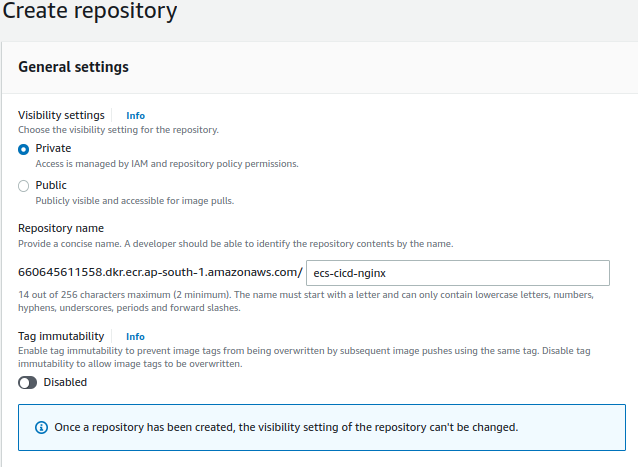 Create repository
General settings
Visibility settings Info
Choose the visibility setting for the repository.
Private
Access is managed by IAM and repository policy permissions.
Public
Publicly visible and accessible for image pulls.
Repository name
Provide a concise name. A developer should be able to identify the repository contents by the name.
660645611558.dkr.ecr.ap-south-1.amazonaws.com/ ecs-cicd-nginx
14 out of 256 characters maximum (2 minimum). The name must start with a letter and can only contain lowercase letters, numbers,
hyphens, underscores, periods and forward slashes.
Tag immutability Info
Enable tag immutability to prevent image tags from being overwritten by subsequent image pushes using the same tag. Disable tag
immutability to allow image tags to be overwritten.
Disabled
Once a repository has been created, the visibility setting of the repository can't be changed.